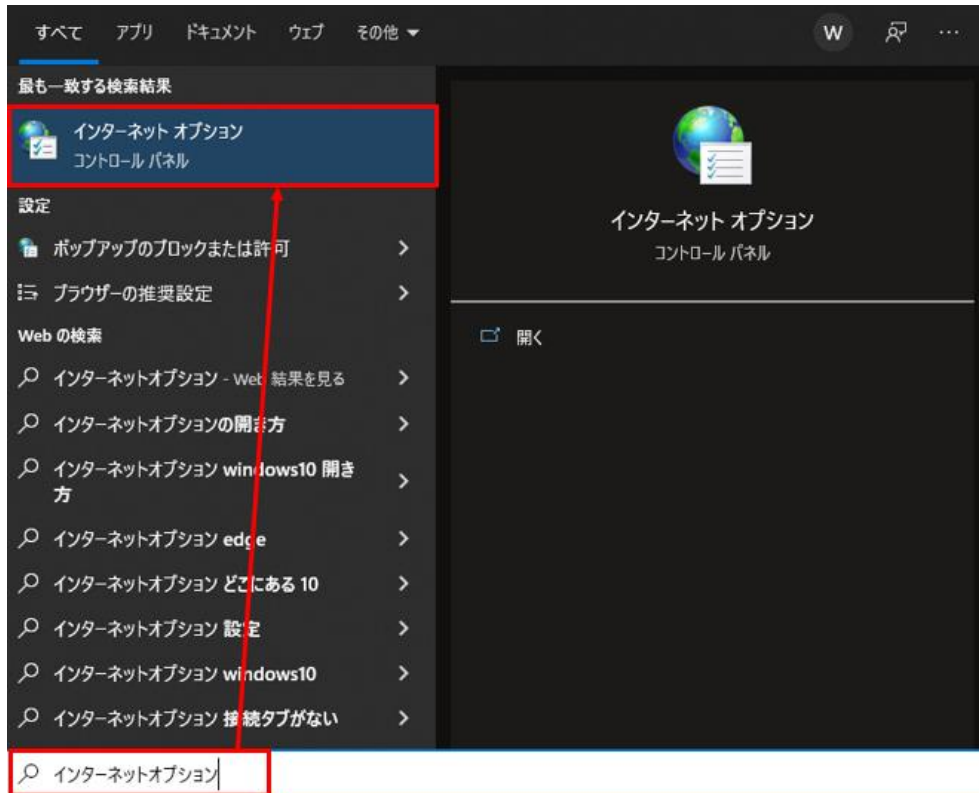 すべて アプリ ドキュメント ウェブ その他
W
最も一致する検索結果
インターネット オプション
コントロール パネル
設定
ポップアップのブロックまたは許可
ブラウザーの推奨設定
Web の検索
インターネットオプション - Web 結果を見る
インターネットオプションの開き方
インターネットオプション windows10 開き
方
インターネットオプション edge
インターネットオプション どこにある 10
インターネットオプション 設定
インターネットオプション windows10
インターネットオプション 接続タブがない
インターネットオプション
インターネット オプション
コントロール パネル
開く